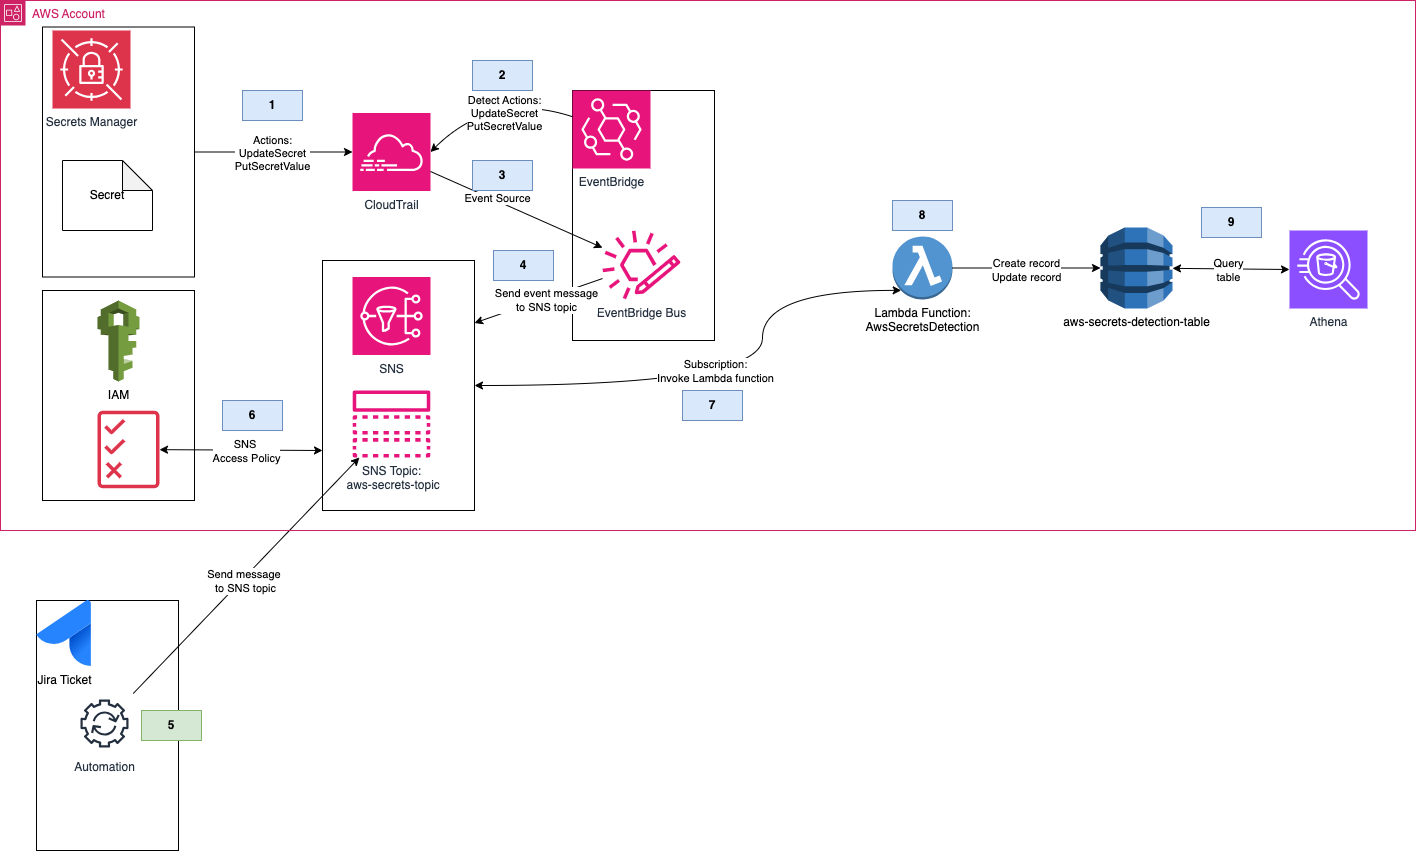 AWS Account
Secrets Manager
Secret
1
Actions:
UpdateSecret
PutSecretValue
CloudTrail
2
Detect Actions:
UpdateSecret
PutSecretValue
3
Event Source
EventBridge
EventBridge Bus
4
Send event message
to SNS topic
SNS
SNS Topic:
aws-secrets-topic
IAM
6
SNS
Access Policy
Subscription:
Invoke Lambda function
7
8
Lambda Function:
AwsSecretsDetection
Create record
Update record
aws-secrets-detection-table
9
Query
table
Athena
Send message
to SNS topic
Jira Ticket
5
Automation